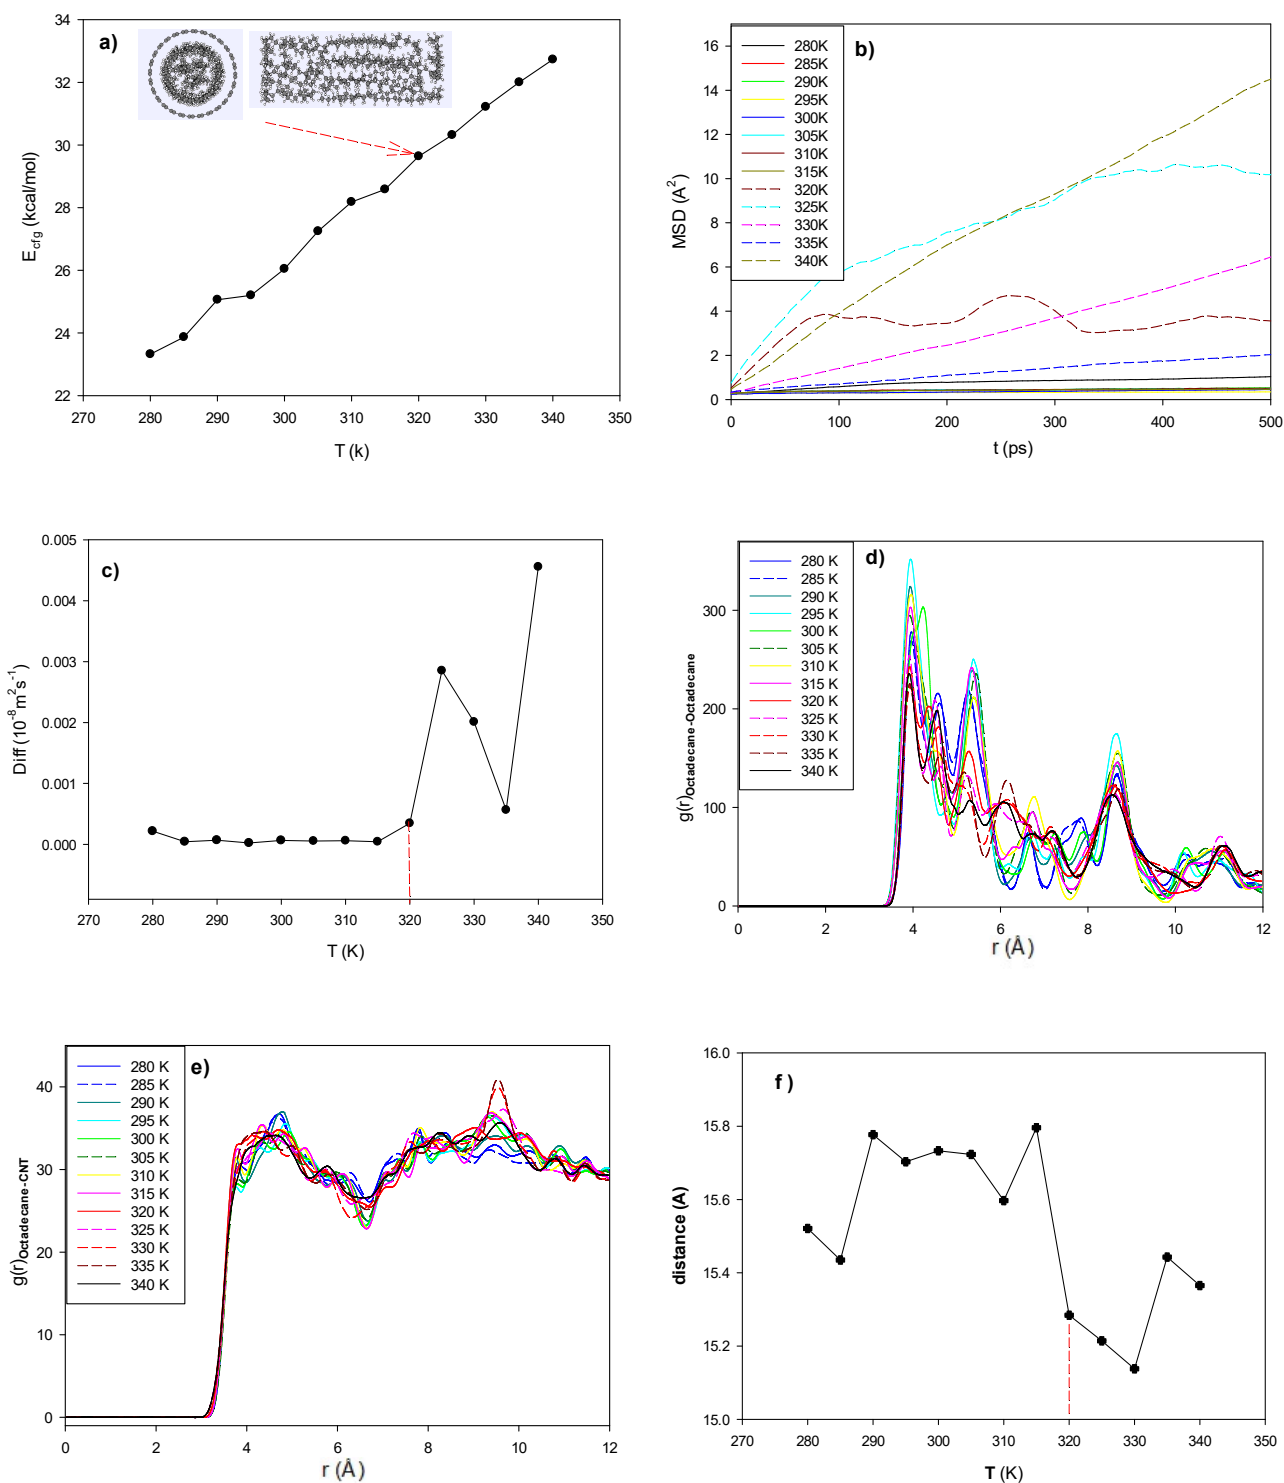 a)
34
32
30
28
26
24
22
E_cfg (kcal/mol)
270 280 290 300 310 320 330 340 350
T (k)
b)
16
14
12
10
8
6
4
2
0
MSD (A²)
280K
285K
290K
295K
300K
305K
310K
315K
320K
325K
330K
335K
340K
0 100 200 300 400 500
t (ps)
c)
0.005
0.004
0.003
0.002
0.001
0.000
Diff (10⁻⁸m²s⁻¹)
270 280 290 300 310 320 330 340 350
T (K)
d)
300
200
100
0
g(r)Octadecane-Octadecane
280 K
285 K
290 K
295 K
300 K
305 K
310 K
315 K
320 K
325 K
330 K
335 K
340 K
0 2 4 6 8 10 12
r (Å)
e)
40
30
20
10
0
g(r)Octadecane-CNT
280 K
285 K
290 K
295 K
300 K
305 K
310 K
315 K
320 K
325 K
330 K
335 K
340 K
0 2 4 6 8 10 12
r (Å)
f )
16.0
15.8
15.6
15.4
15.2
15.0
distance (A)
270 280 290 300 310 320 330 340 350
T (K)